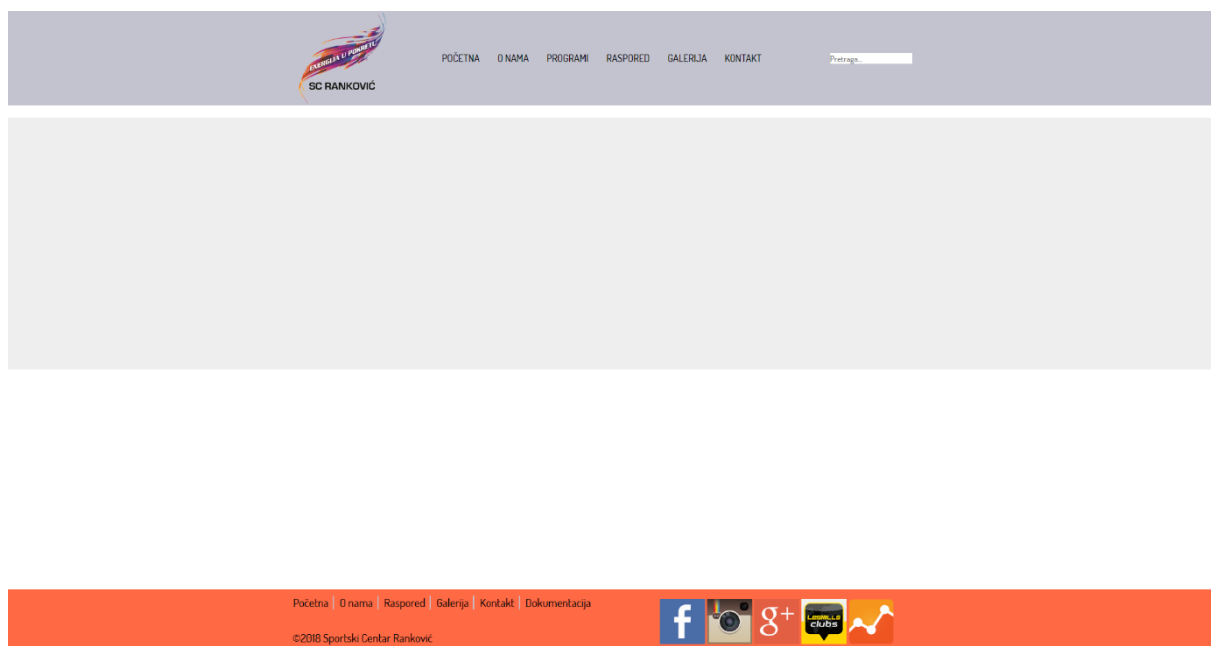 ENERGIJA U POKRETU
SC RANKOVIĆ
POČETNA O NAMA PROGRAMI RASPORED GALERIJA KONTAKT
Pretraga...
Početna O nama Raspored Galerija Kontakt Dokumentacija
©2018 Sportski Centar Ranković
f
g+
LesMILLS
clubs